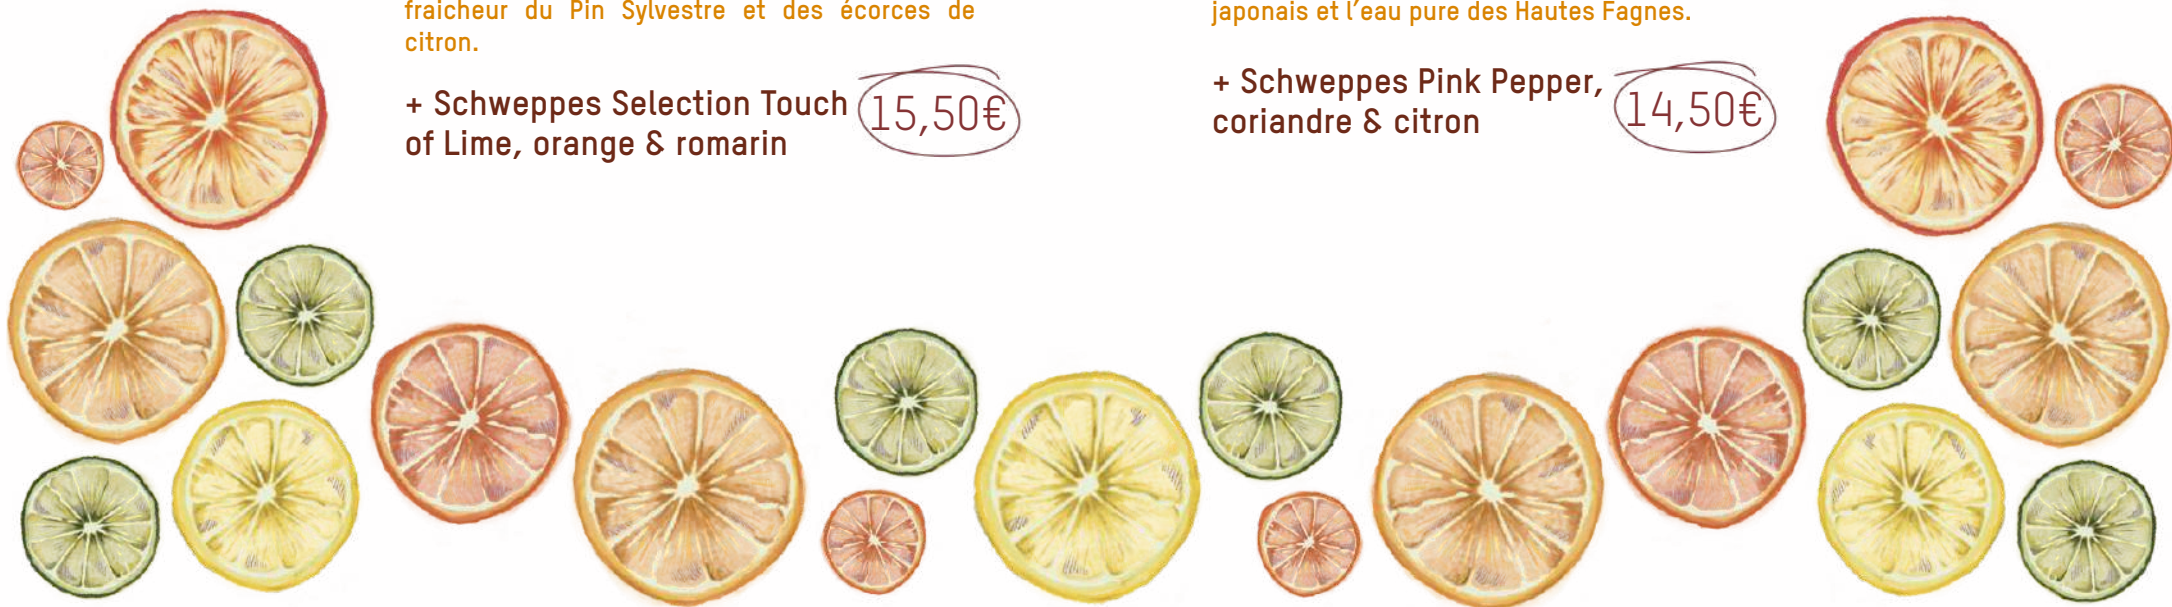 fraicheur du Pin Sylvestre et des écorces de
citron.
+ Schweppes Selection Touch
of Lime, orange & romarin
15,50€
japonais et l'eau pure des Hautes Fagnes.
+ Schweppes Pink Pepper,
coriandre & citron
14,50€